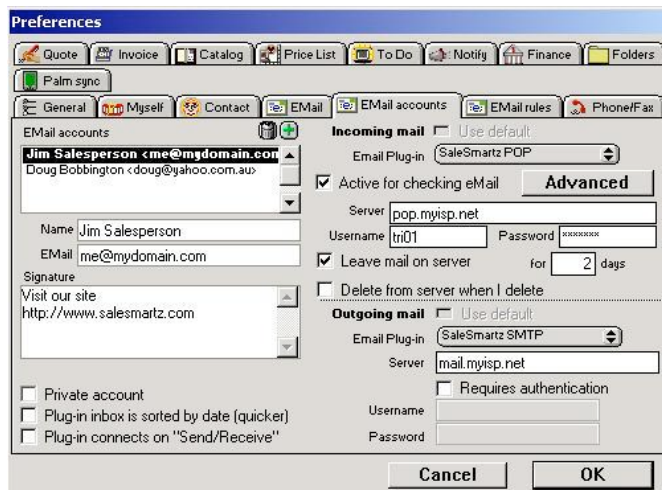 Preferences
Quote Invoice Catalog Price List To Do Notify Finance Folders
Palm sync
General Myself Contact EMail EMail accounts EMail rules Phone/Fax
EMail accounts
Jim Salesperson <me@mydomain.com
Doug Bobbington <doug@yahoo.com.au>
Name Jim Salesperson
EMail me@mydomain.com
Signature
Visit our site
http://www.salesmartz.com
Private account
Plug-in inbox is sorted by date (quicker)
Plug-in connects on "Send/Receive"
Incoming mail Use default
Email Plug-in SaleSmartz POP
Active for checking eMail Advanced
Server pop.myisp.net
Username tri01 Password *******
Leave mail on server for 2 days
Delete from server when I delete
Outgoing mail Use default
Email Plug-in SaleSmartz SMTP
Server mail.myisp.net
Requires authentication
Username
Password
Cancel OK